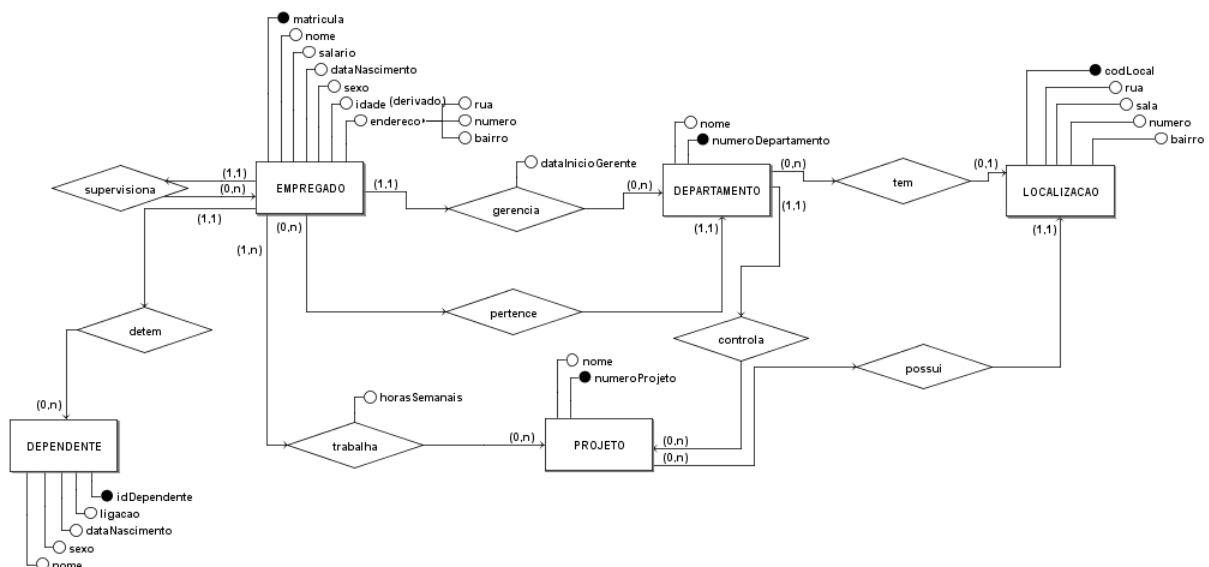 matricula
nome
salario
dataNascimento
sexo
idade (derivado)
endereco
rua
numero
bairro
nome
numeroDepartamento
codLocal
rua
sala
numero
bairro
dataInicioGerente
supervisiona
(1,1)
(0,n)
EMPREGADO
(1,1)
gerencia
(0,n)
DEPARTAMENTO
(0,n)
tem
(0,1)
LOCALIZACAO
(1,1)
(0,n)
(1,n)
(1,1)
(1,1)
(1,1)
detem
pertence
controla
possui
nome
numeroProjeto
horasSemanais
(0,n)
DEPENDENTE
trabalha
(0,n)
PROJETO
(0,n)
(0,n)
idDependente
ligacao
dataNascimento
sexo
nome